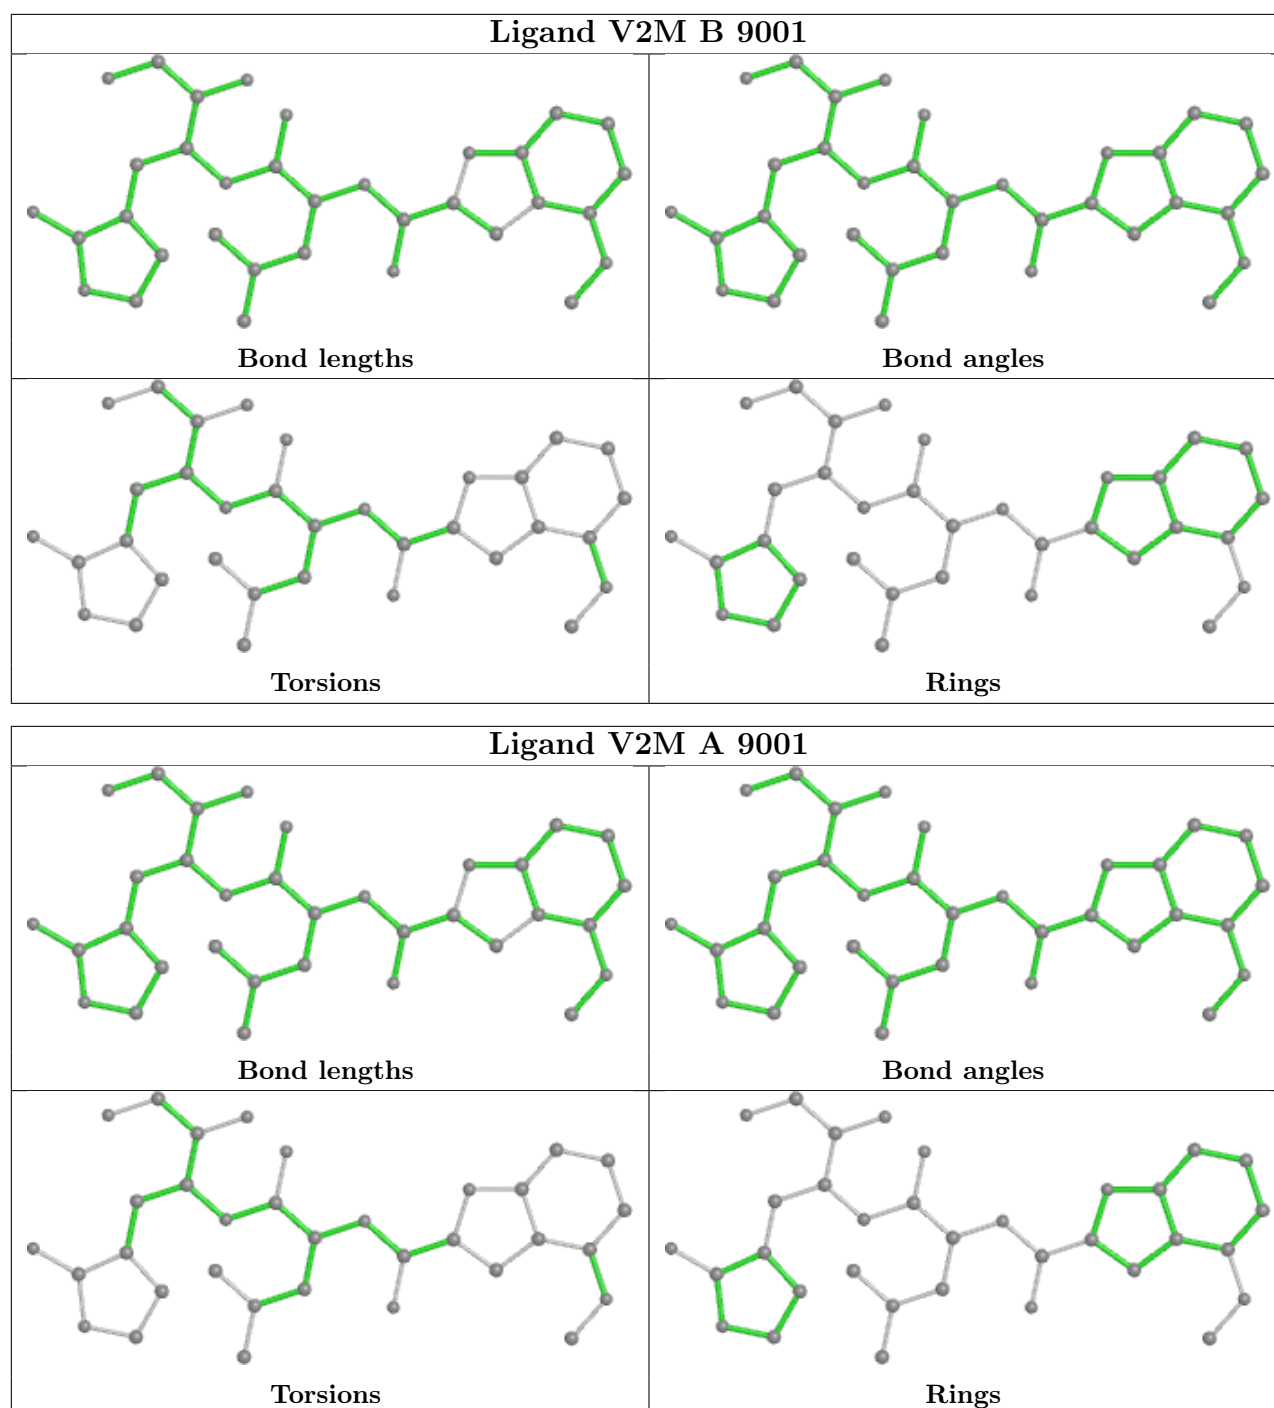 Ligand V2M B 9001
Bond lengths
Bond angles
Torsions
Rings
Ligand V2M A 9001
Bond lengths
Bond angles
Torsions
Rings